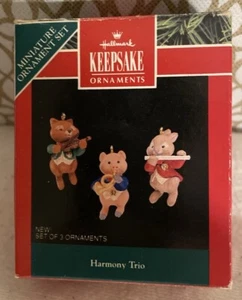 MINIATURE
ORNAMENT SET
Hallmark
KEEPSAKE
ORNAMENTS
NEW!
SET OF 3 ORNAMENTS
Harmony Trio